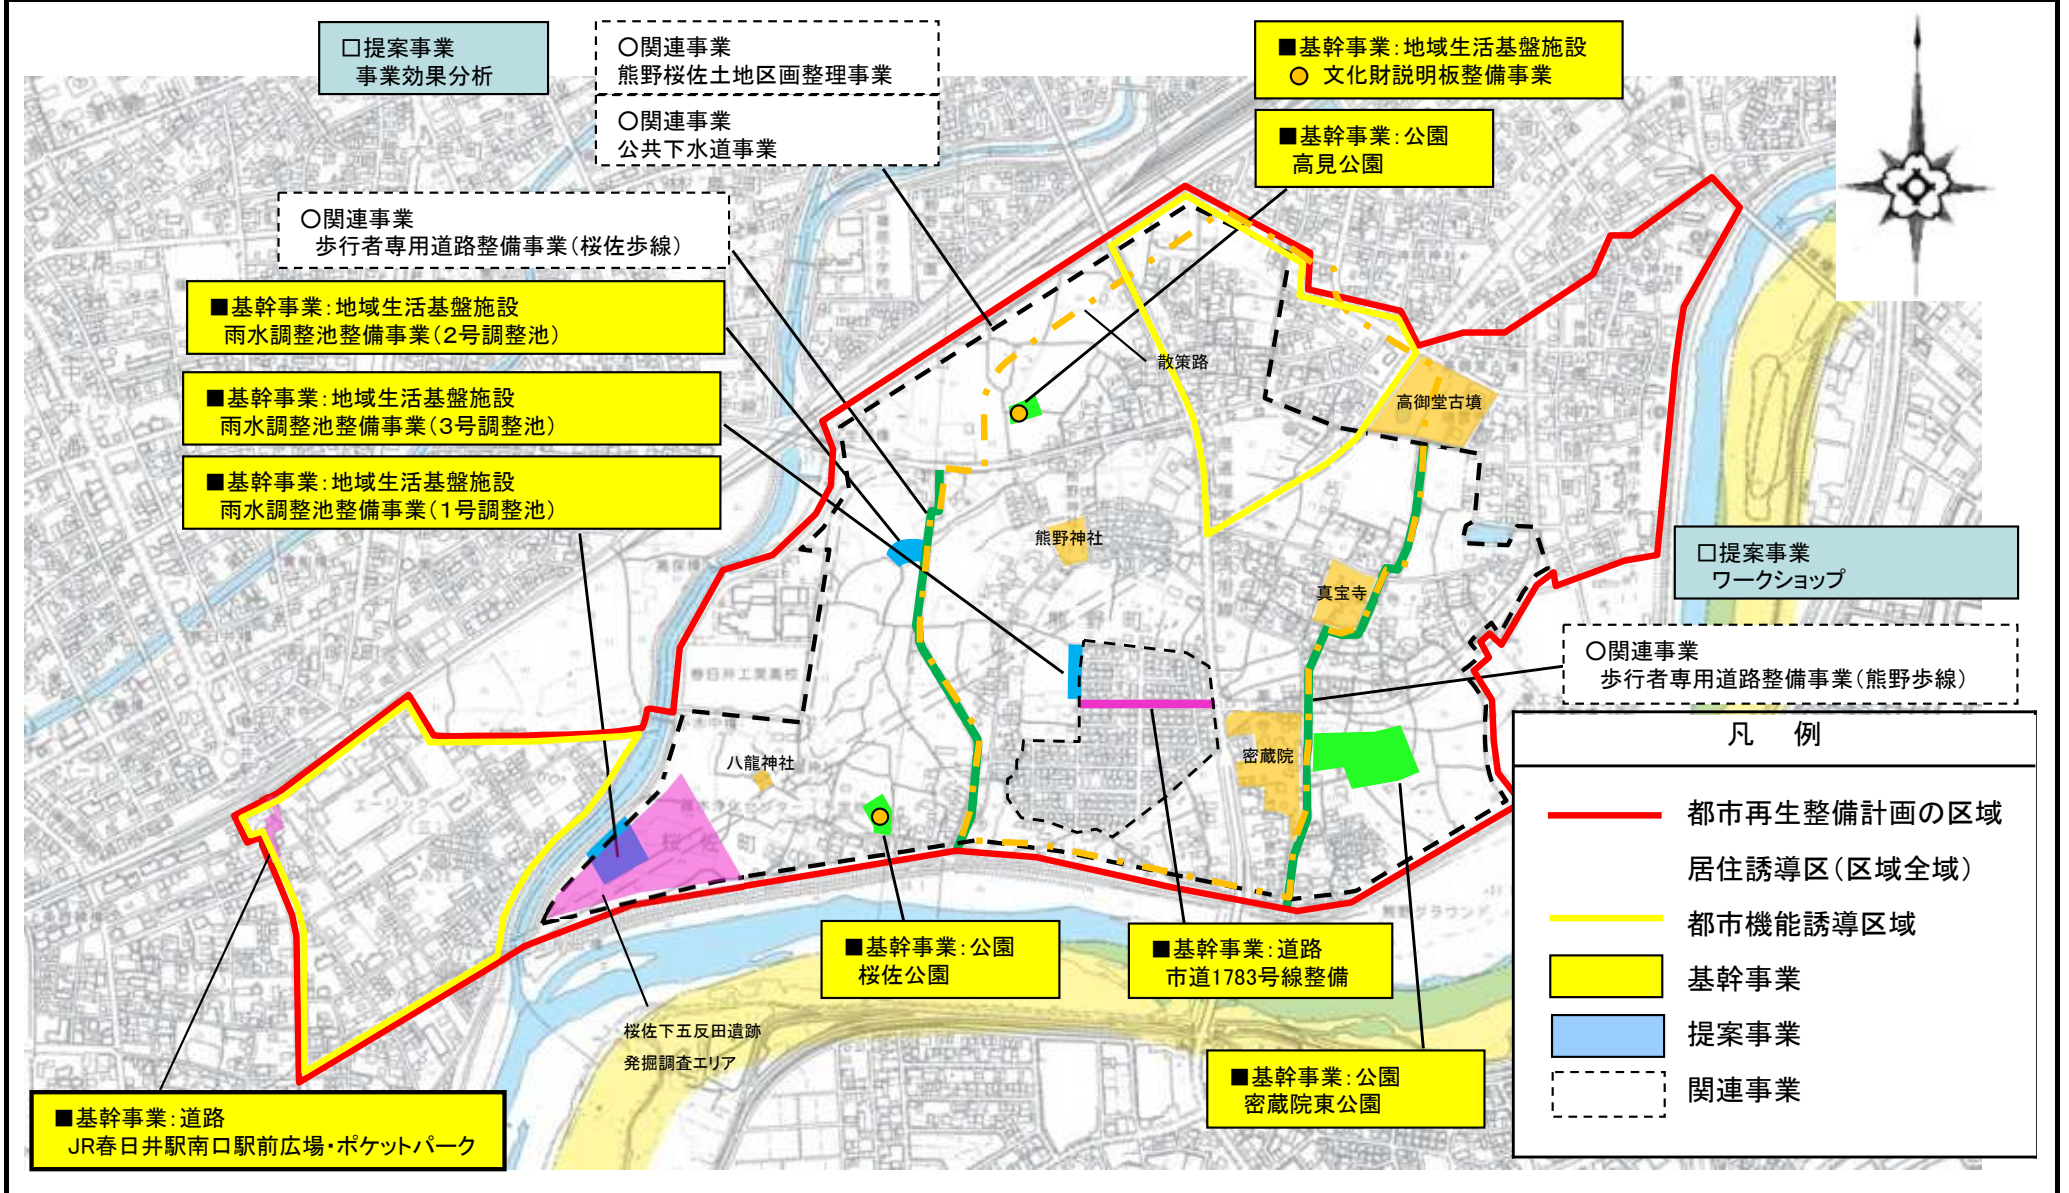 □提案事業
事業効果分析
○関連事業
熊野桜佐土地区画整理事業
○関連事業
公共下水道事業
■基幹事業：地域生活基盤施設
文化財説明板整備事業
■基幹事業：公園
高見公園
○関連事業
歩行者専用道路整備事業（桜佐歩線）
■基幹事業：地域生活基盤施設
雨水調整池整備事業（2号調整池）
■基幹事業：地域生活基盤施設
雨水調整池整備事業（3号調整池）
■基幹事業：地域生活基盤施設
雨水調整池整備事業（1号調整池）
散策路
高御堂古墳
熊野神社
真宝寺
□提案事業
ワークショップ
○関連事業
歩行者専用道路整備事業（熊野歩線）
春日井工業高校
八龍神社
密蔵院
桜佐町
凡　例
都市再生整備計画の区域
居住誘導区（区域全域）
都市機能誘導区域
基幹事業
提案事業
関連事業
■基幹事業：公園
桜佐公園
■基幹事業：道路
市道1783号線整備
桜佐下五反田遺跡
発掘調査エリア
■基幹事業：公園
密蔵院東公園
■基幹事業：道路
JR春日井駅南口駅前広場・ポケットパーク